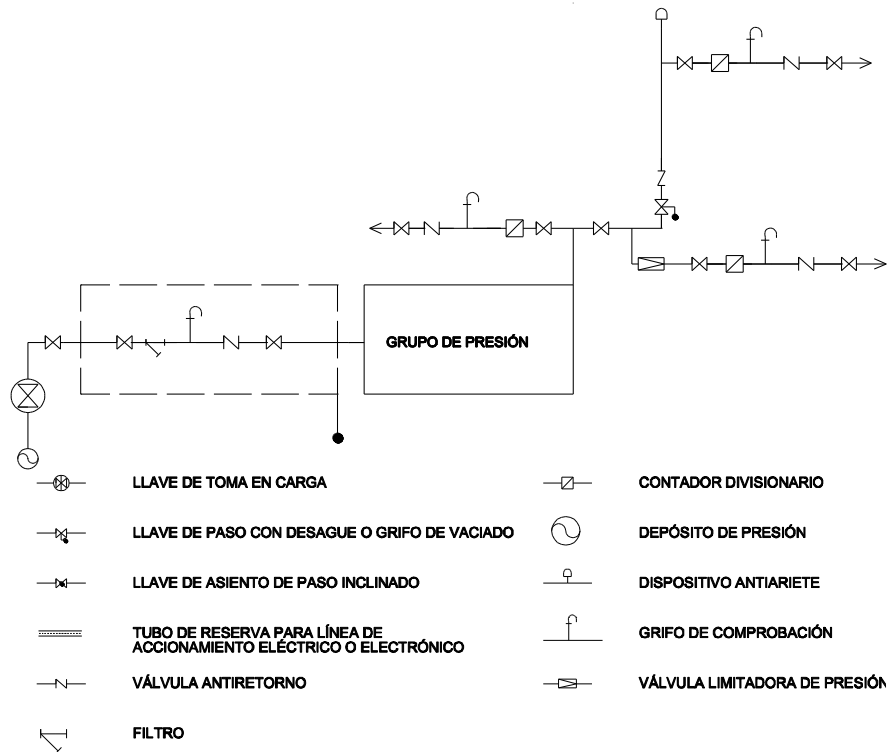 GRUPO DE PRESIÓN
LLAVE DE TOMA EN CARGA
LLAVE DE PASO CON DESAGUE O GRIFO DE VACIADO
LLAVE DE ASIENTO DE PASO INCLINADO
TUBO DE RESERVA PARA LÍNEA DE
ACCIONAMIENTO ELÉCTRICO O ELECTRÓNICO
VÁLVULA ANTIRETORNO
FILTRO
CONTADOR DIVISIONARIO
DEPÓSITO DE PRESIÓN
DISPOSITIVO ANTIARIETE
GRIFO DE COMPROBACIÓN
VÁLVULA LIMITADORA DE PRESIÓN